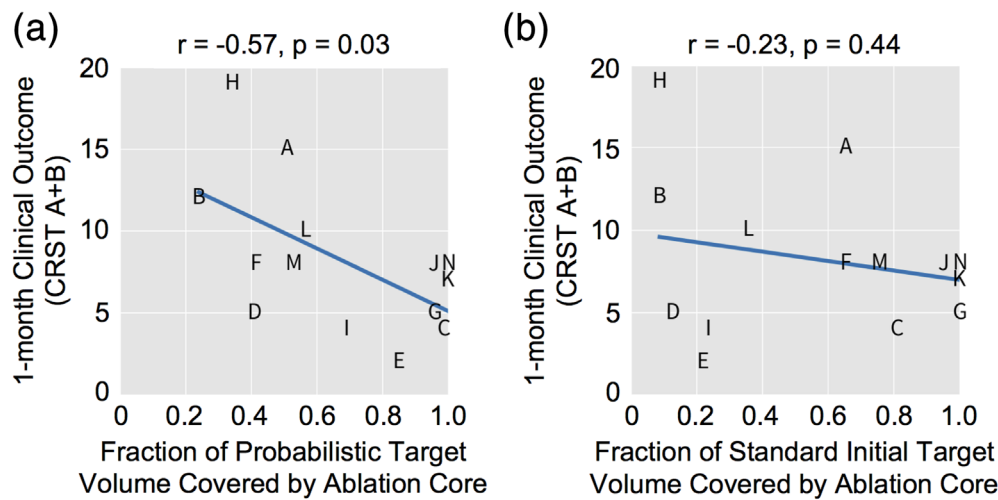 (a)
r = -0.57, p = 0.03
1-month Clinical Outcome
(CRST A+B)
20
15
10
5
0
H
A
B
L
F
M
J
N
K
D
G
I
C
E
0
0.2
0.4
0.6
0.8
1.0
Fraction of Probabilistic Target
Volume Covered by Ablation Core
(b)
r = -0.23, p = 0.44
1-month Clinical Outcome
(CRST A+B)
20
15
10
5
0
H
A
B
L
F
M
J
N
K
D
G
I
C
E
0
0.2
0.4
0.6
0.8
1.0
Fraction of Standard Initial Target
Volume Covered by Ablation Core